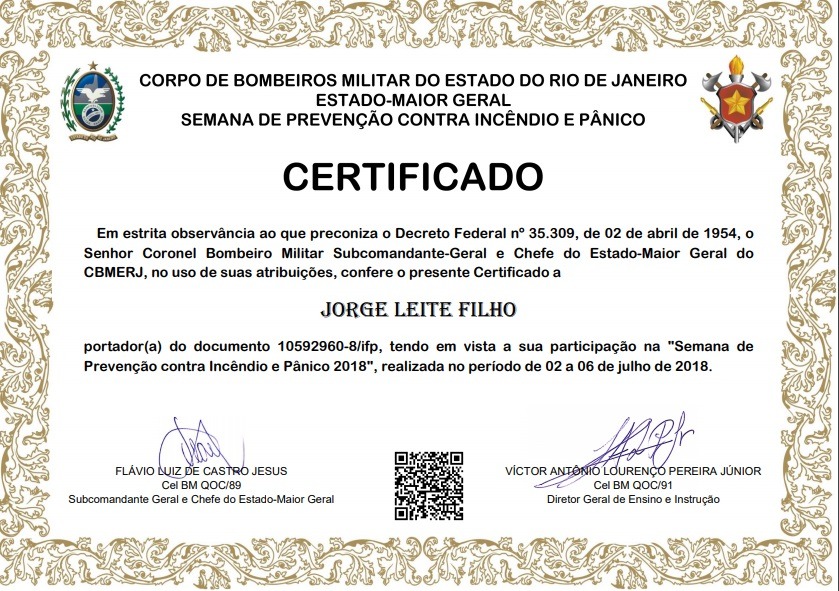 CORPO DE BOMBEIROS MILITAR DO ESTADO DO RIO DE JANEIRO
ESTADO-MAIOR GERAL
SEMANA DE PREVENÇÃO CONTRA INCÊNDIO E PÂNICO
CERTIFICADO
Em estrita observância ao que preconiza o Decreto Federal nº 35.309, de 02 de abril de 1954, o
Senhor Coronel Bombeiro Militar Subcomandante-Geral e Chefe do Estado-Maior Geral do
CBMERJ, no uso de suas atribuições, confere o presente Certificado a
JORGE LEITE FILHO
portador(a) do documento 10592960-8/ifp, tendo em vista a sua participação na "Semana de
Prevenção contra Incêndio e Pânico 2018", realizada no período de 02 a 06 de julho de 2018.
FLÁVIO LUIZ DE CASTRO JESUS
Cel BM QOC/89
Subcomandante Geral e Chefe do Estado-Maior Geral
VÍCTOR ANTÔNIO LOURENÇO PEREIRA JÚNIOR
Cel BM QOC/91
Diretor Geral de Ensino e Instrução